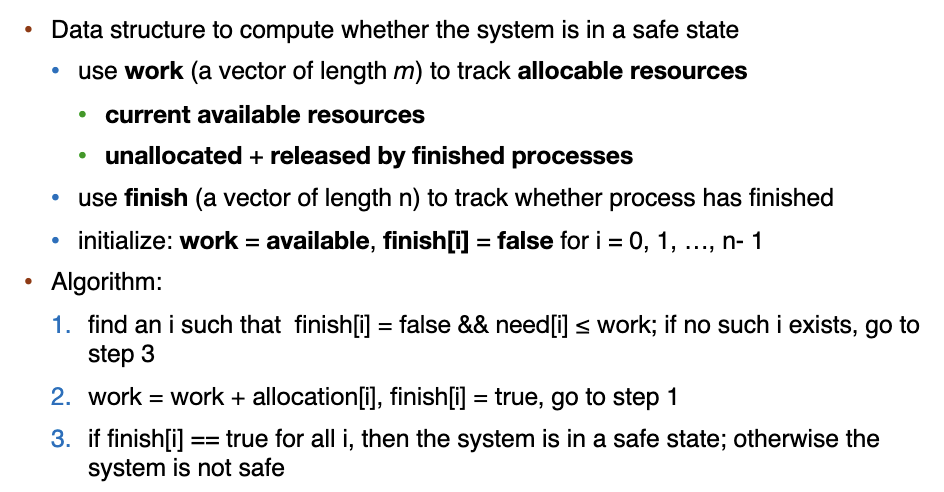 • Data structure to compute whether the system is in a safe state
• use work (a vector of length m) to track allocable resources
• current available resources
• unallocated + released by finished processes
• use finish (a vector of length n) to track whether process has finished
• initialize: work = available, finish[i] = false for i = 0, 1, …, n- 1
• Algorithm:
1. find an i such that  finish[i] = false && need[i] ≤ work; if no such i exists, go to
step 3
2. work = work + allocation[i], finish[i] = true, go to step 1
3. if finish[i] == true for all i, then the system is in a safe state; otherwise the
system is not safe